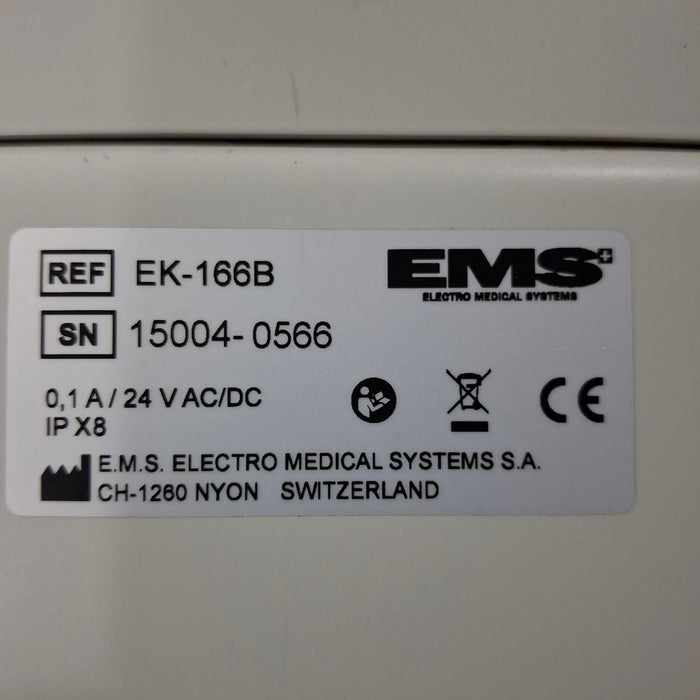 REF EK-166B
EMS+
ELECTRO MEDICAL SYSTEMS
SN 15004-0566
0,1 A / 24 V AC/DC
IP X8
CE
E.M.S. ELECTRO MEDICAL SYSTEMS S.A.
CH-1260 NYON SWITZERLAND